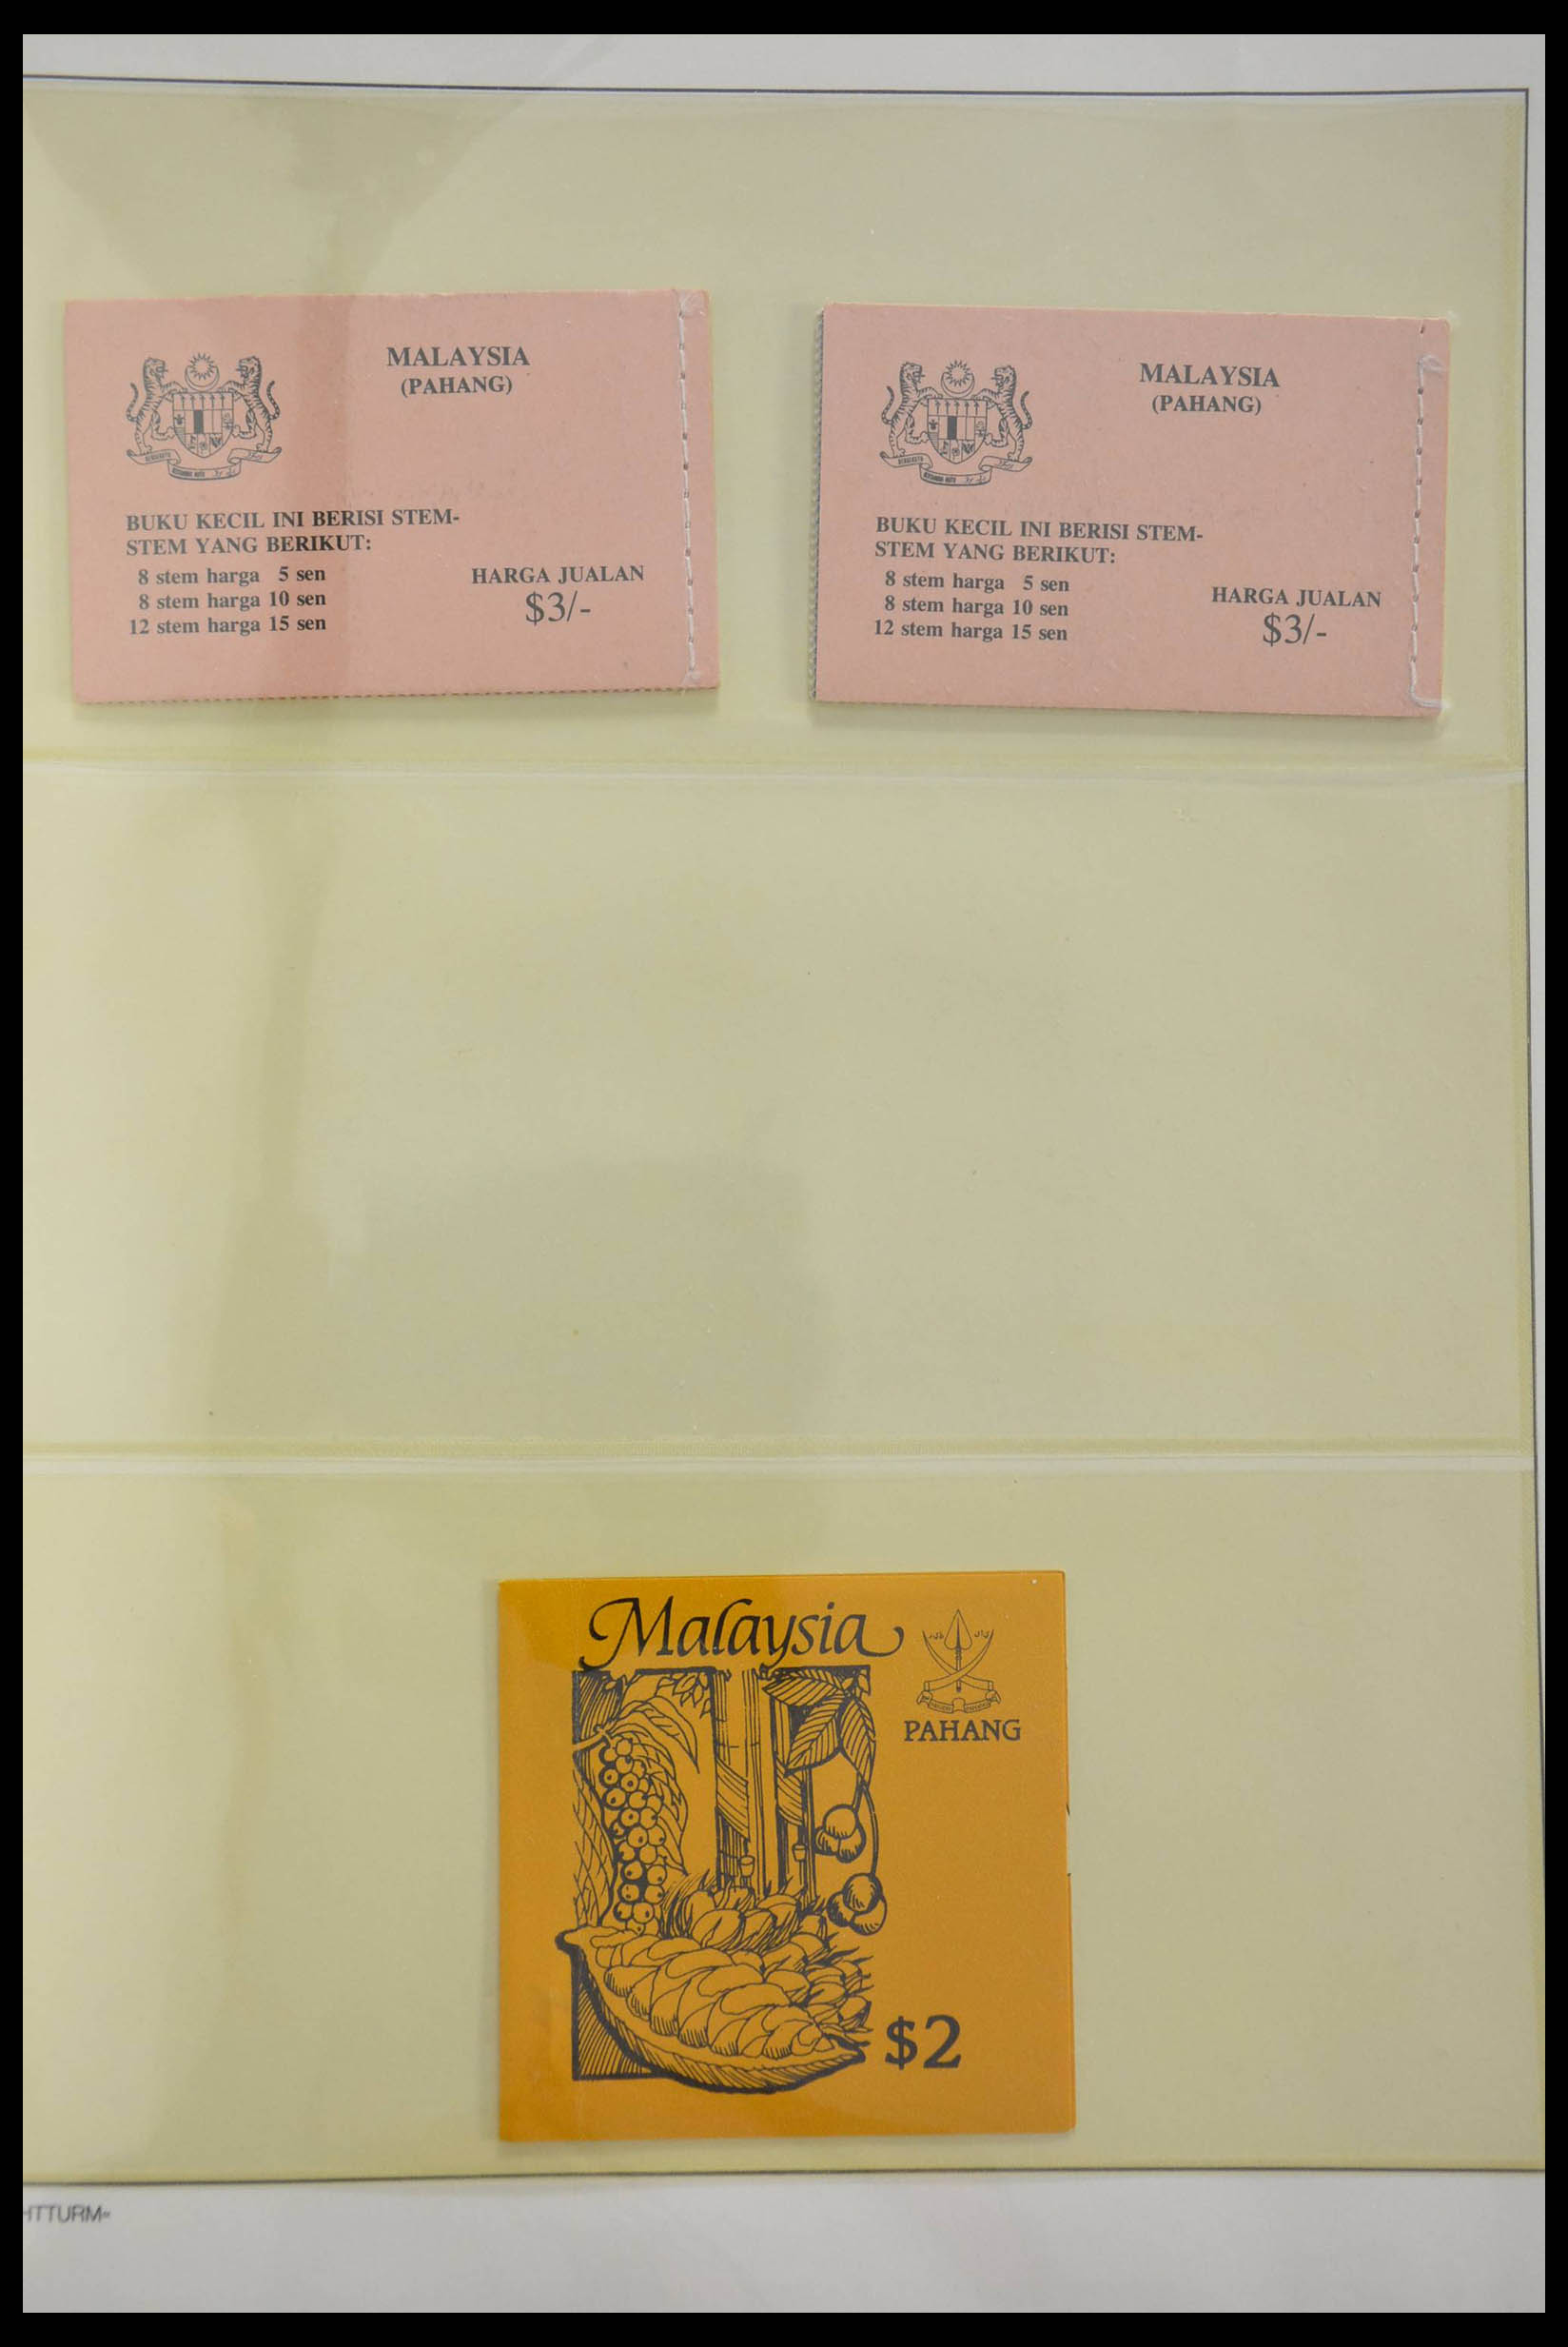 MALAYSIA
(PAHANG)
BUKU KECIL INI BERISI STEM-
STEM YANG BERIKUT:
8 stem harga 5 sen
8 stem harga 10 sen
12 stem harga 15 sen
HARGA JUALAN
$3/-
MALAYSIA
(PAHANG)
BUKU KECIL INI BERISI STEM-
STEM YANG BERIKUT:
8 stem harga 5 sen
8 stem harga 10 sen
12 stem harga 15 sen
HARGA JUALAN
$3/-
Malaysia
PAHANG
$2